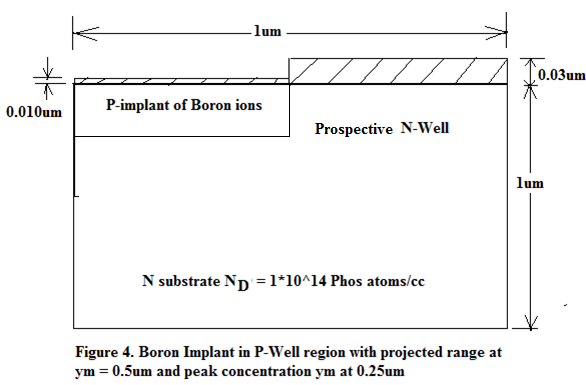 1um
0.03um
0.010um
P-implant of Boron ions
Prospective N-Well
1um
N substrate ND = 1*10^14 Phos atoms/cc
Figure 4. Boron Implant in P-Well region with projected range at
ym = 0.5um and peak concentration ym at 0.25um